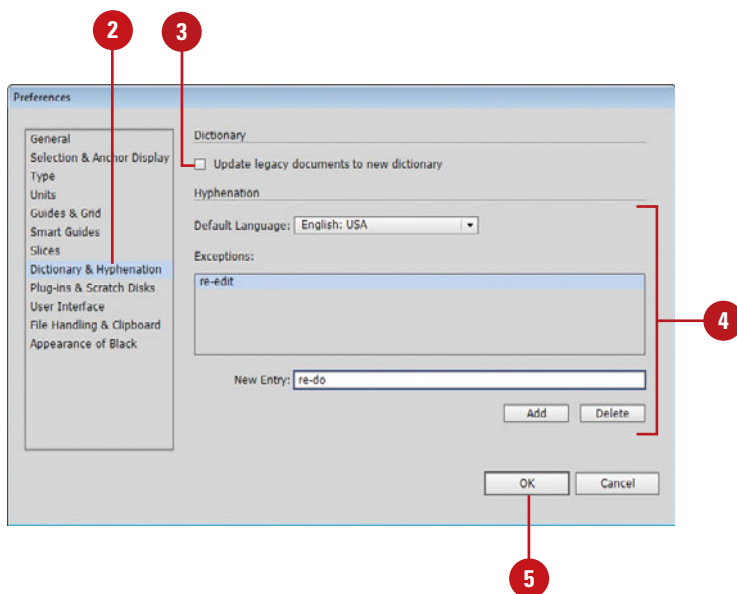 2
3
Preferences
General
Selection & Anchor Display
Type
Units
Guides & Grid
Smart Guides
Slices
Dictionary & Hyphenation
Plug-ins & Scratch Disks
User Interface
File Handling & Clipboard
Appearance of Black
Dictionary
Update legacy documents to new dictionary
Hyphenation
Default Language: English: USA
Exceptions:
re-edit
New Entry: re-do
Add Delete
4
OK Cancel
5